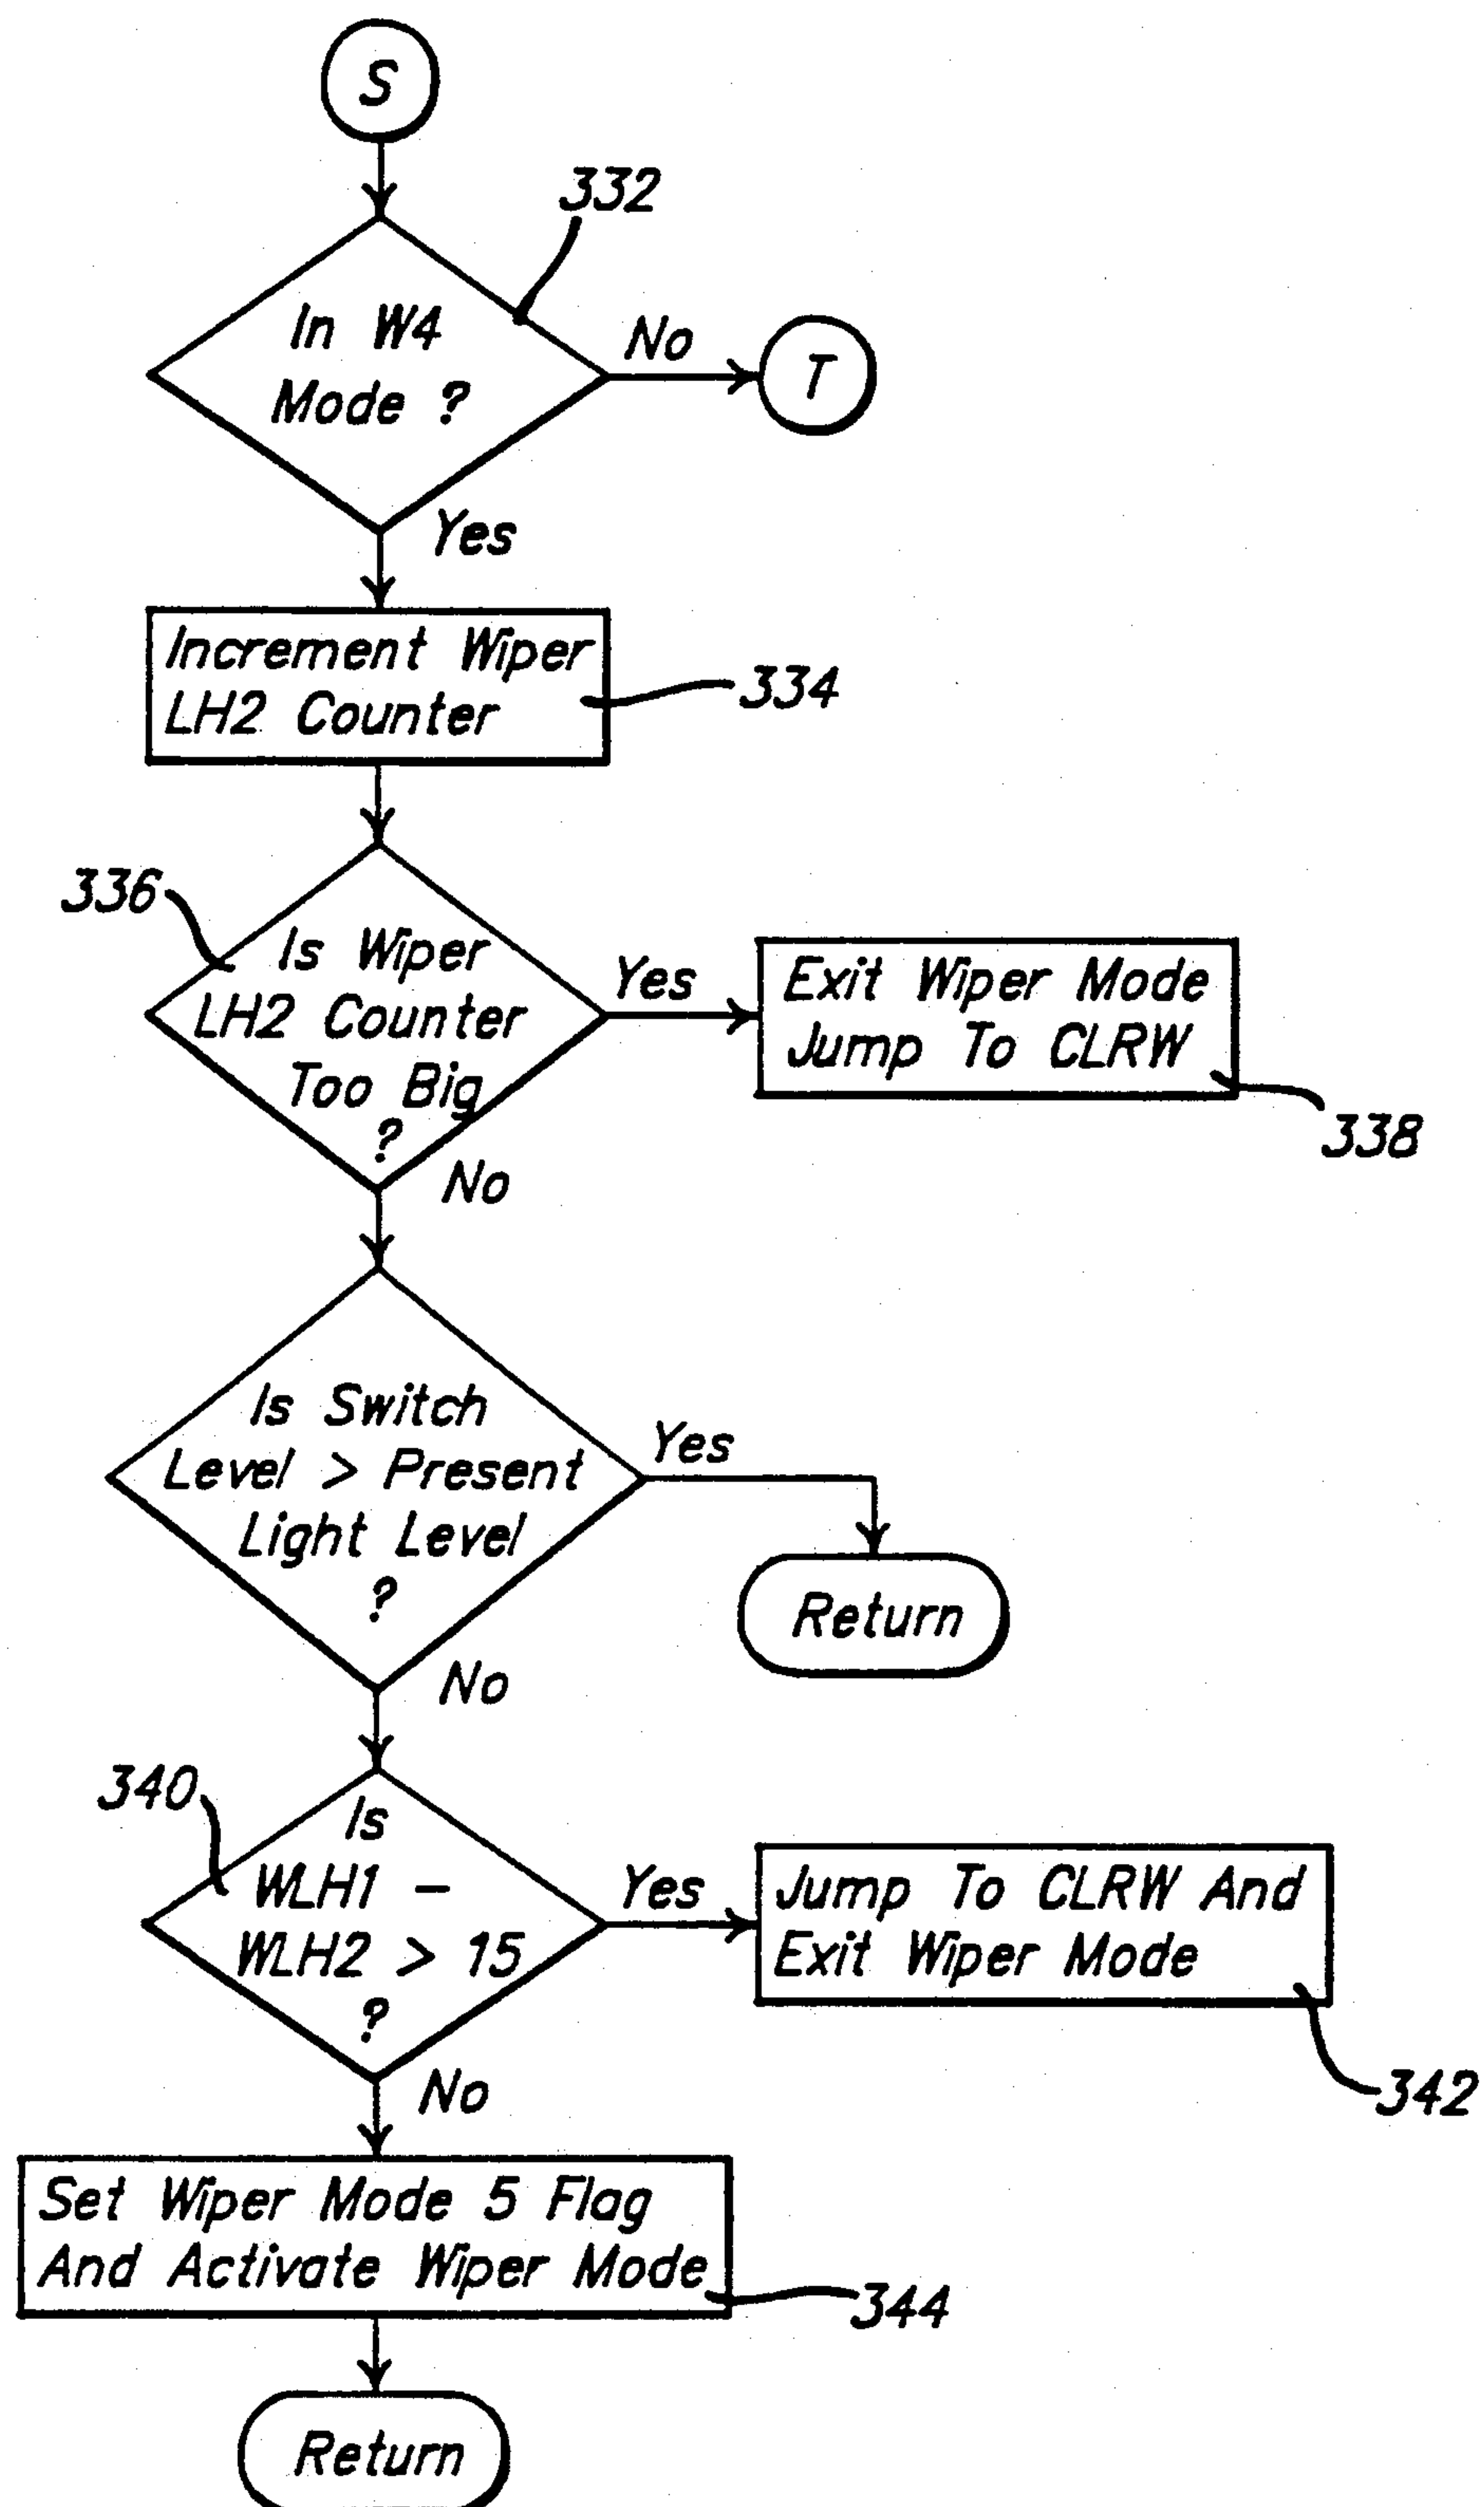 S
332
In W4
Mode ?
No
T
Yes
Increment Wiper
LH2 Counter
334
336
Is Wiper
LH2 Counter
Too Big
?
Yes
Exit Wiper Mode
Jump To CLRW
338
No
Is Switch
Level > Present
Light Level
?
Yes
Return
No
340
Is
WLH1 -
WLH2 > 15
?
Yes
Jump To CLRW And
Exit Wiper Mode
342
No
Set Wiper Mode 5 Flag
And Activate Wiper Mode
344
Return